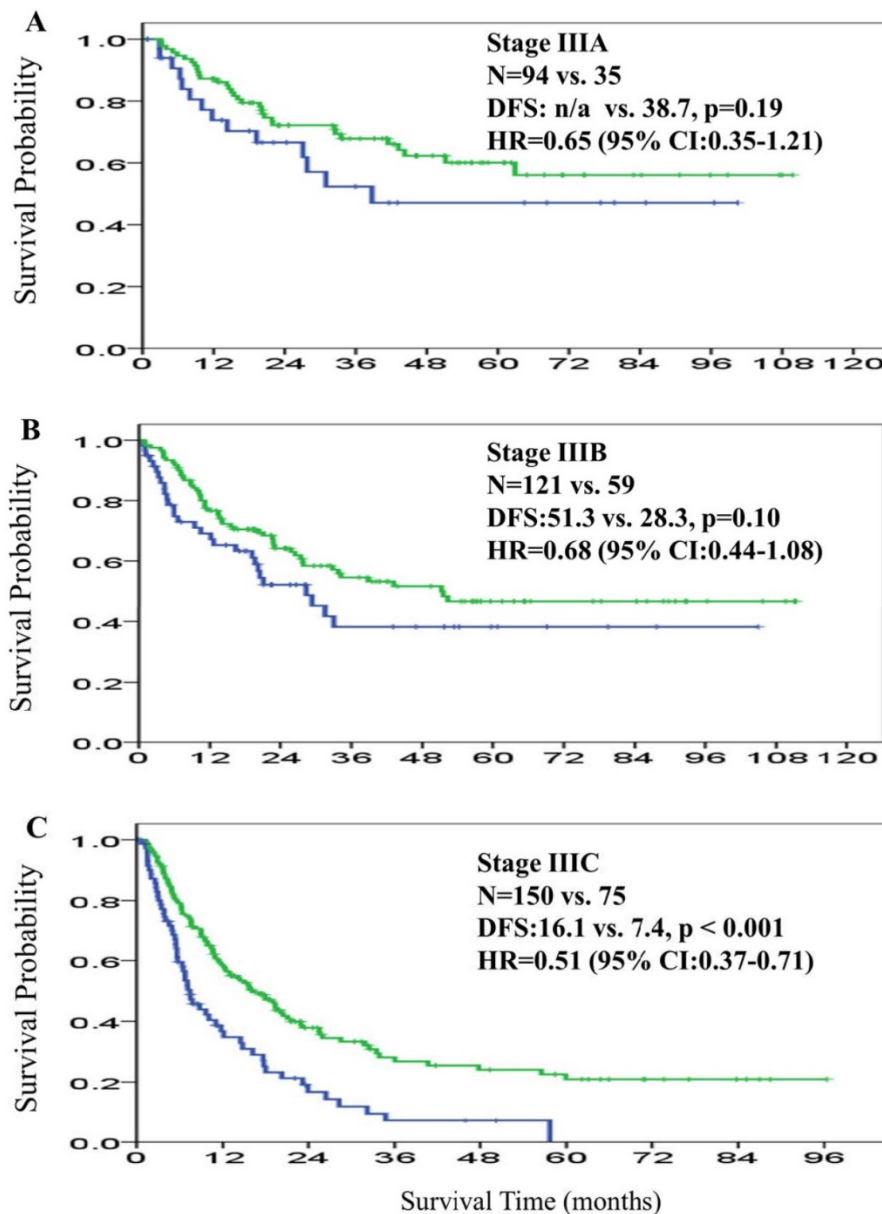 A
Stage IIIA
N=94 vs. 35
DFS: n/a vs. 38.7, p=0.19
HR=0.65 (95% CI:0.35-1.21)
Survival Probability
1.0
0.8
0.6
0.4
0.2
0.0
0 12 24 36 48 60 72 84 96 108 120
B
Stage IIIB
N=121 vs. 59
DFS:51.3 vs. 28.3, p=0.10
HR=0.68 (95% CI:0.44-1.08)
Survival Probability
1.0
0.8
0.6
0.4
0.2
0.0
0 12 24 36 48 60 72 84 96 108 120
C
Stage IIIC
N=150 vs. 75
DFS:16.1 vs. 7.4, p < 0.001
HR=0.51 (95% CI:0.37-0.71)
Survival Probability
1.0
0.8
0.6
0.4
0.2
0.0
0 12 24 36 48 60 72 84 96
Survival Time (months)